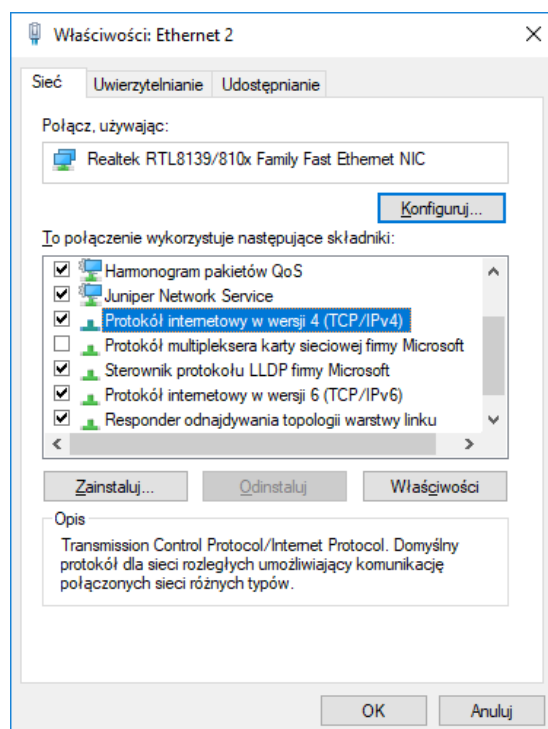 Właściwości: Ethernet 2
Sieć Uwierzytelnianie Udostępnianie
Połącz, używając:
Realtek RTL8139/810x Family Fast Ethernet NIC
Konfiguruj...
To połączenie wykorzystuje następujące składniki:
Harmonogram pakietów QoS
Juniper Network Service
Protokół internetowy w wersji 4 (TCP/IPv4)
Protokół multipleksera karty sieciowej firmy Microsoft
Sterownik protokołu LLDP firmy Microsoft
Protokół internetowy w wersji 6 (TCP/IPv6)
Responder odnajdywania topologii warstwy linku
Zainstaluj... Odinstaluj Właściwości
Opis
Transmission Control Protocol/Internet Protocol. Domyślny
protokół dla sieci rozległych umożliwiający komunikację
połączonych sieci różnych typów.
OK Anuluj